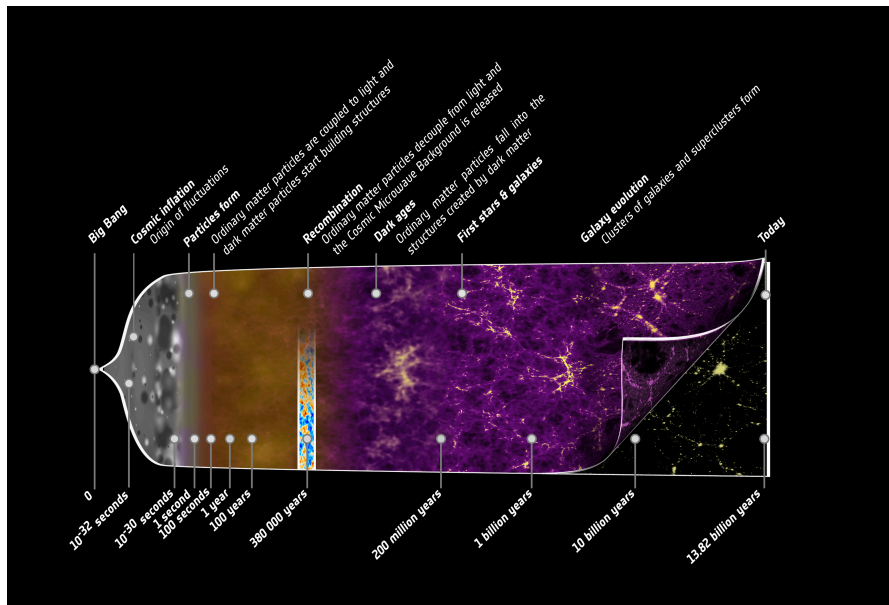 Big Bang
Cosmic inflation
Origin of fluctuations
Particles form
Ordinary matter particles are coupled to light and
dark matter particles start building structures
Recombination
Ordinary matter particles decouple from light and
the Cosmic Microwave Background is released
Dark ages
Ordinary matter particles fall into the
structures created by dark matter
First stars & galaxies
Galaxy evolution
Clusters of galaxies and superclusters form
Today
0
10-32 seconds
10-30 seconds
1 second
100 seconds
1 year
100 years
380 000 years
200 million years
1 billion years
10 billion years
13.82 billion years